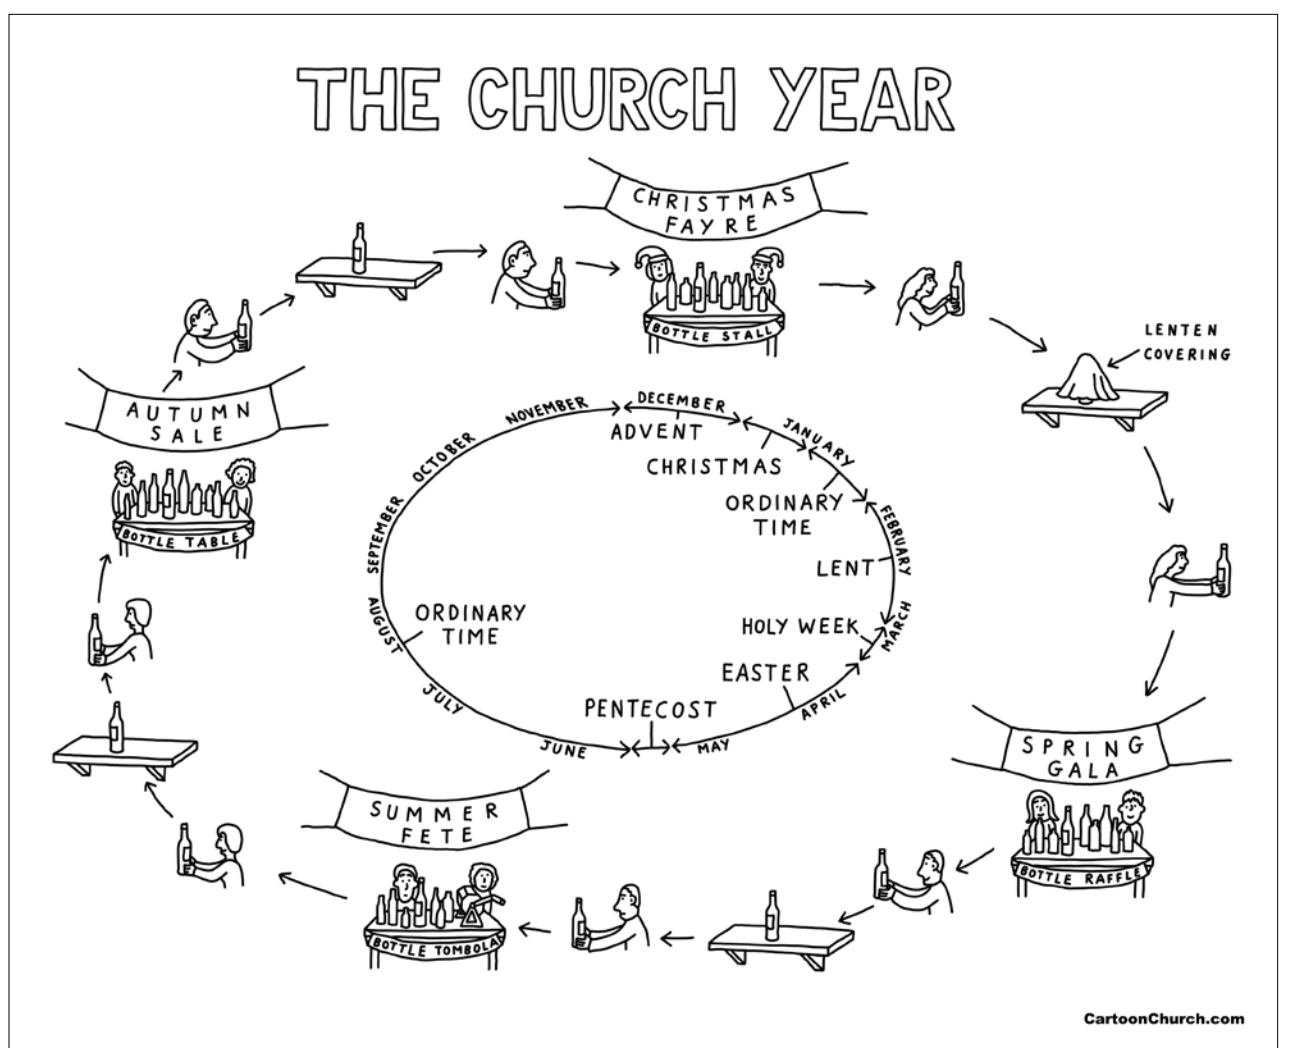 THE CHURCH YEAR
CHRISTMAS
FAYRE
BOTTLE STALL
LENTEN
COVERING
AUTUMN
SALE
BOTTLE TABLE
DECEMBER
ADVENT
NOVEMBER
JANUARY
CHRISTMAS
OCTOBER
ORDINARY
TIME
FEBRUARY
SEPTEMBER
LENT
AUGUST
ORDINARY
TIME
MARCH
HOLY WEEK
EASTER
APRIL
JULY
PENTECOST
JUNE
MAY
SPRING
GALA
BOTTLE RAFFLE
SUMMER
FETE
BOTTLE TOMBOLA
CartoonChurch.com